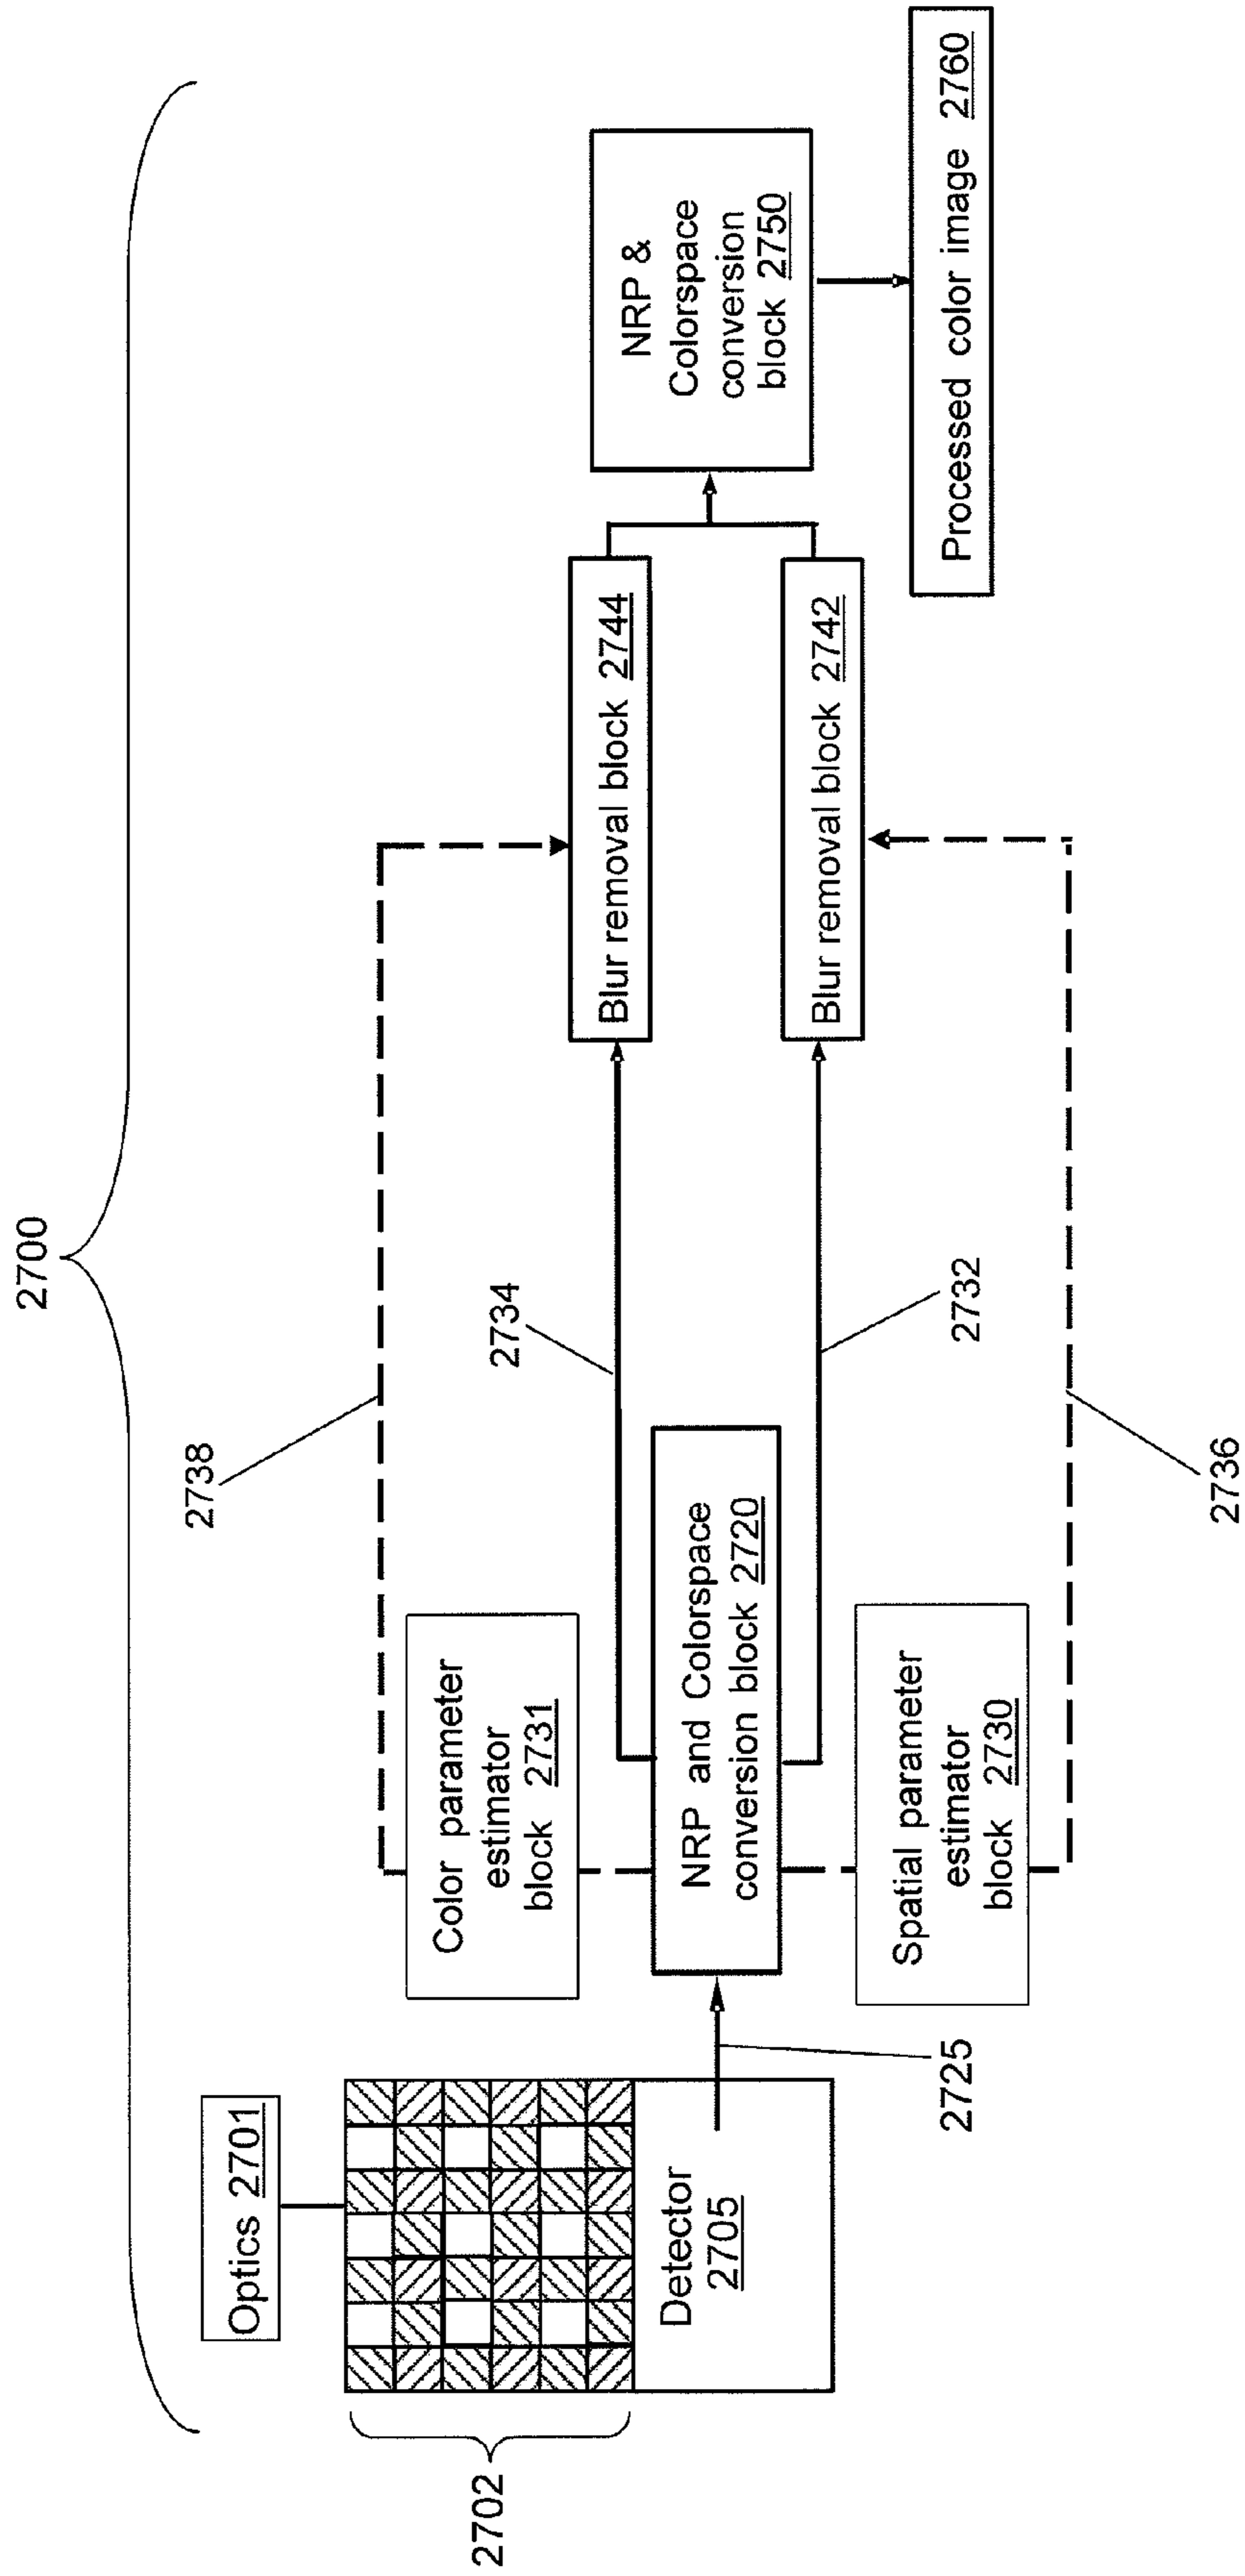 2700
Optics 2701
2702
Detector
2705
2725
2738
Color parameter
estimator
block 2731
NRP and Colorspace
conversion block 2720
Spatial parameter
estimator
block 2730
2734
2732
2736
Blur removal block 2744
Blur removal block 2742
NRP &
Colorspace
conversion
block 2750
Processed color image 2760